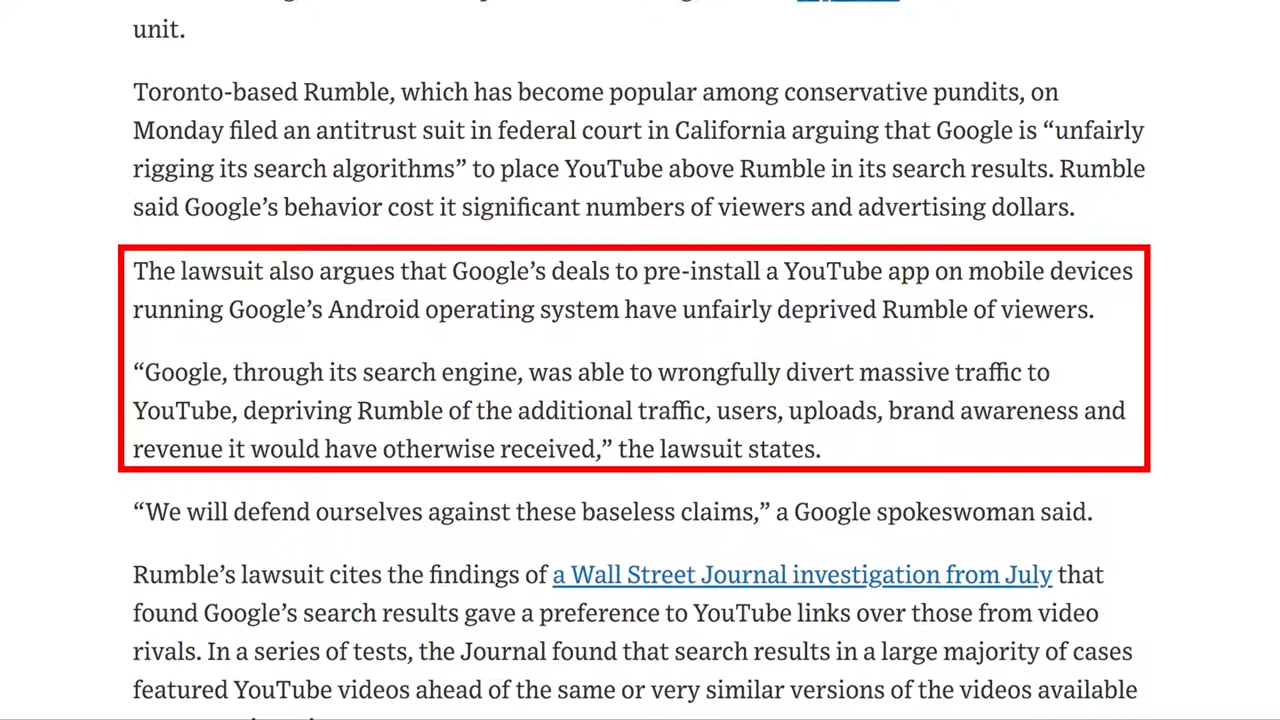 unit.
Toronto-based Rumble, which has become popular among conservative pundits, on
Monday filed an antitrust suit in federal court in California arguing that Google is “unfairly
rigging its search algorithms” to place YouTube above Rumble in its search results. Rumble
said Google’s behavior cost it significant numbers of viewers and advertising dollars.
The lawsuit also argues that Google’s deals to pre-install a YouTube app on mobile devices
running Google’s Android operating system have unfairly deprived Rumble of viewers.
“Google, through its search engine, was able to wrongfully divert massive traffic to
YouTube, depriving Rumble of the additional traffic, users, uploads, brand awareness and
revenue it would have otherwise received,” the lawsuit states.
“We will defend ourselves against these baseless claims,” a Google spokeswoman said.
Rumble’s lawsuit cites the findings of a Wall Street Journal investigation from July that
found Google’s search results gave a preference to YouTube links over those from video
rivals. In a series of tests, the Journal found that search results in a large majority of cases
featured YouTube videos ahead of the same or very similar versions of the videos available